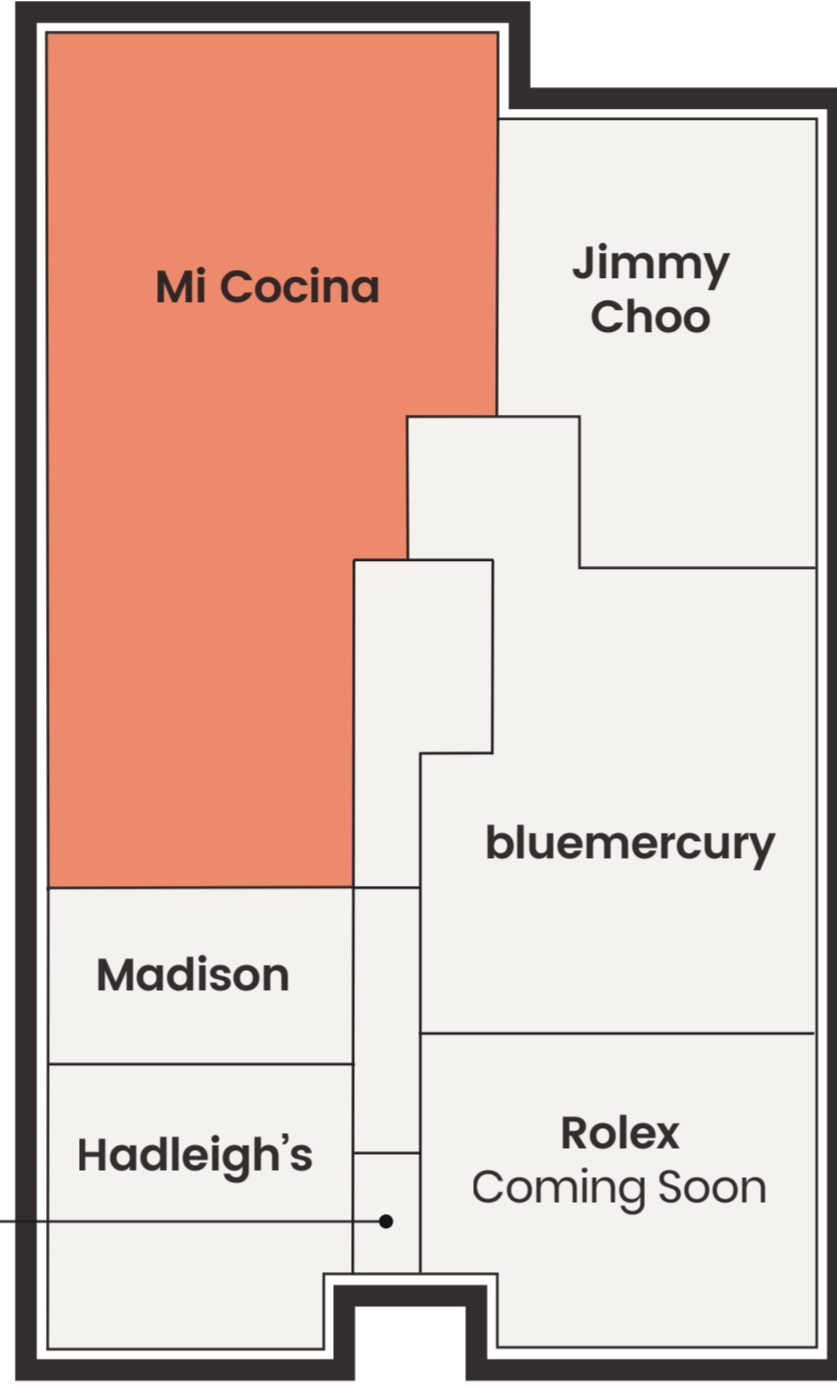 Mi Cocina
Jimmy
Choo
bluemercury
Madison
Hadleigh’s
Rolex
Coming Soon